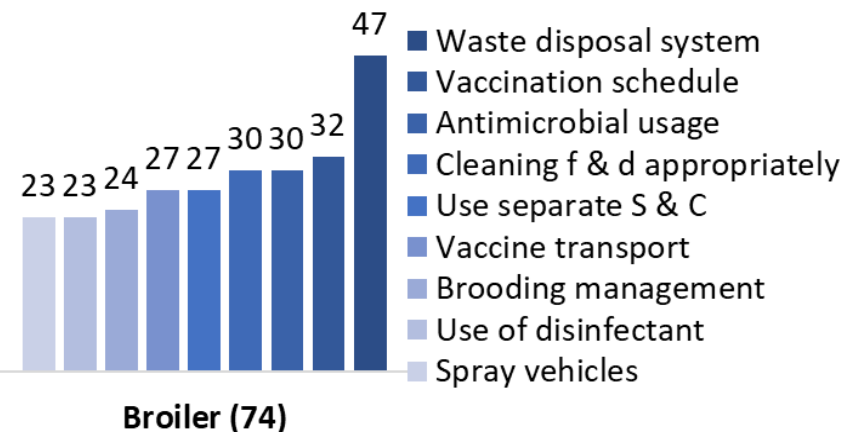 47
32
30 30
27 27
24
23 23
Waste disposal system
Vaccination schedule
Antimicrobial usage
Cleaning f & d appropriately
Use separate S & C
Vaccine transport
Brooding management
Use of disinfectant
Spray vehicles
Broiler (74)